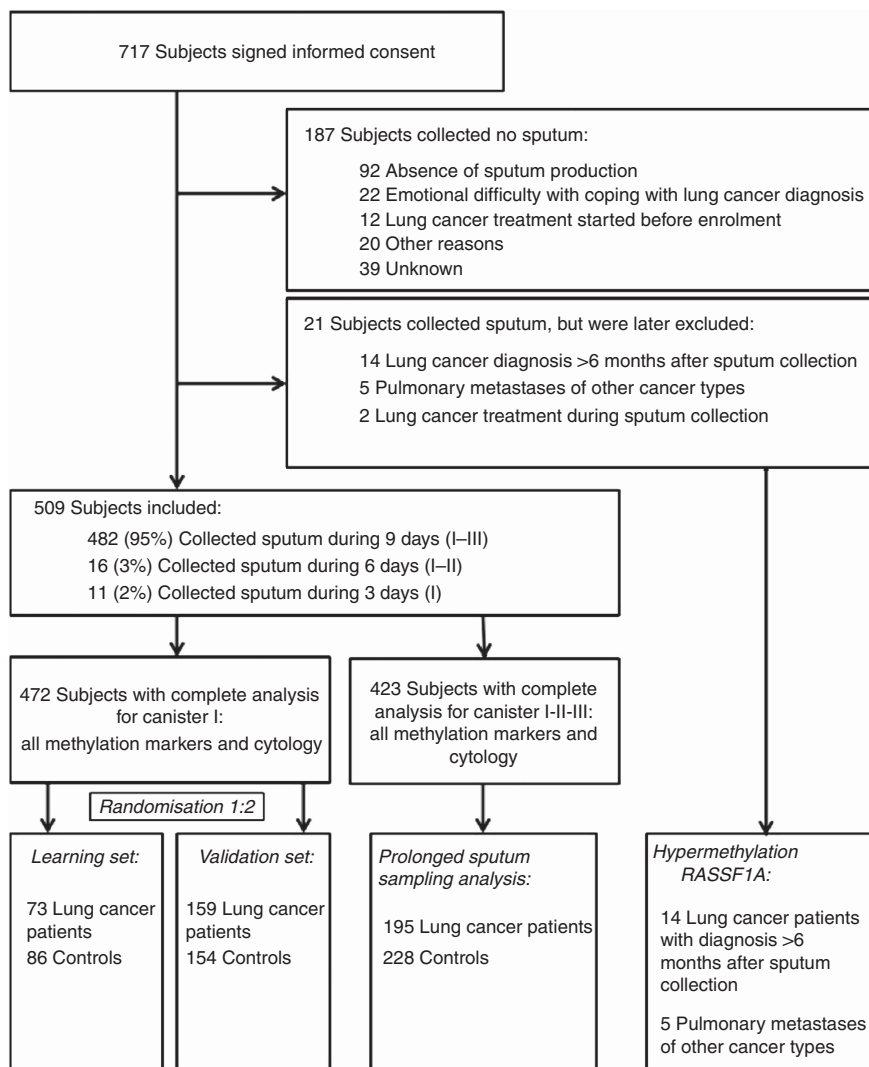 717 Subjects signed informed consent
187 Subjects collected no sputum:
92 Absence of sputum production
22 Emotional difficulty with coping with lung cancer diagnosis
12 Lung cancer treatment started before enrolment
20 Other reasons
39 Unknown
21 Subjects collected sputum, but were later excluded:
14 Lung cancer diagnosis >6 months after sputum collection
5 Pulmonary metastases of other cancer types
2 Lung cancer treatment during sputum collection
509 Subjects included:
482 (95%) Collected sputum during 9 days (I–III)
16 (3%) Collected sputum during 6 days (I–II)
11 (2%) Collected sputum during 3 days (I)
472 Subjects with complete analysis
for canister I:
all methylation markers and cytology
423 Subjects with complete
analysis for canister I-II-III:
all methylation markers and
cytology
Randomisation 1:2
Learning set:
73 Lung cancer
patients
86 Controls
Validation set:
159 Lung cancer
patients
154 Controls
Prolonged sputum
sampling analysis:
195 Lung cancer patients
228 Controls
Hypermethylation
RASSF1A:
14 Lung cancer patients
with diagnosis >6
months after sputum
collection
5 Pulmonary metastases
of other cancer types